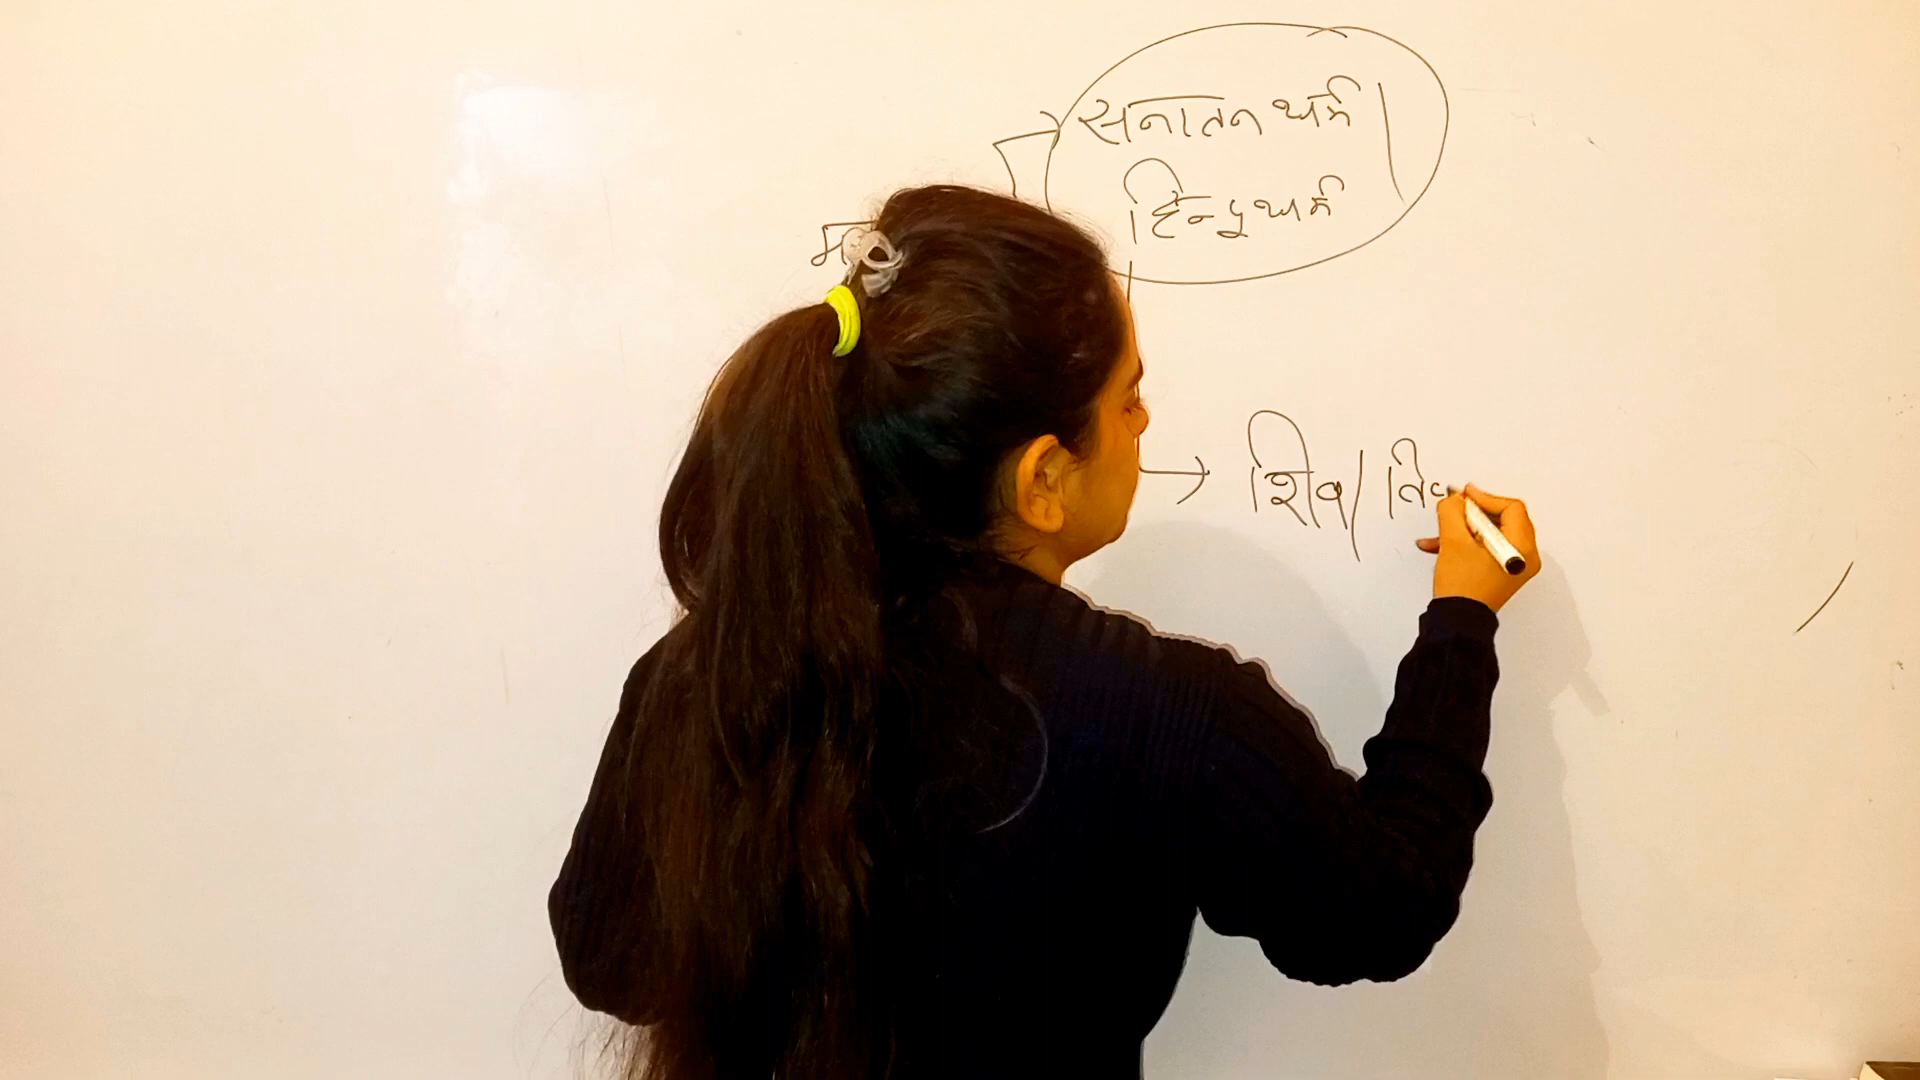 सनातन धर्म |
हिन्दु धर्म
शिव /